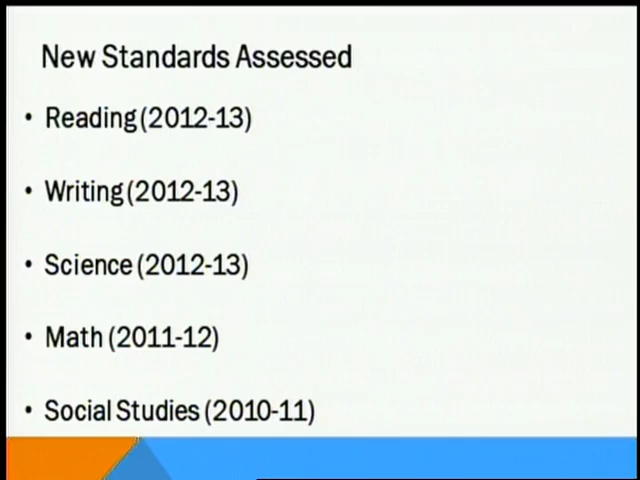 New Standards Assessed
• Reading (2012-13)
• Writing (2012-13)
• Science (2012-13)
• Math (2011-12)
• Social Studies (2010-11)